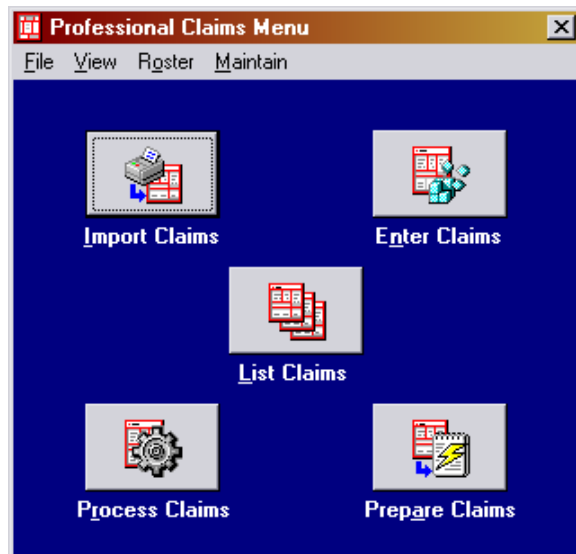 Professional Claims Menu
File View Roster Maintain
Import Claims Enter Claims
List Claims
Process Claims Prepare Claims